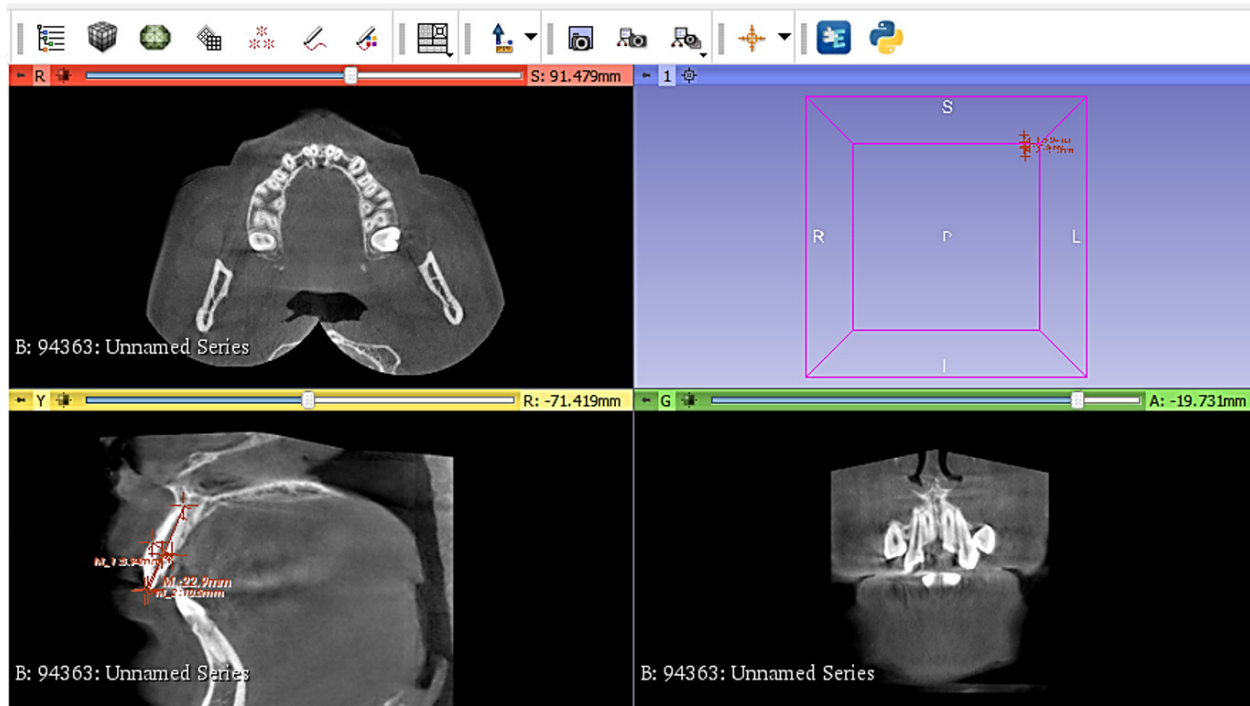 R
S: 91.479mm
1
B: 94363: Unnamed Series
S
R
L
I
Y
R: -71.419mm
M_:22.9mm
B: 94363: Unnamed Series
G
A: -19.731mm
B: 94363: Unnamed Series